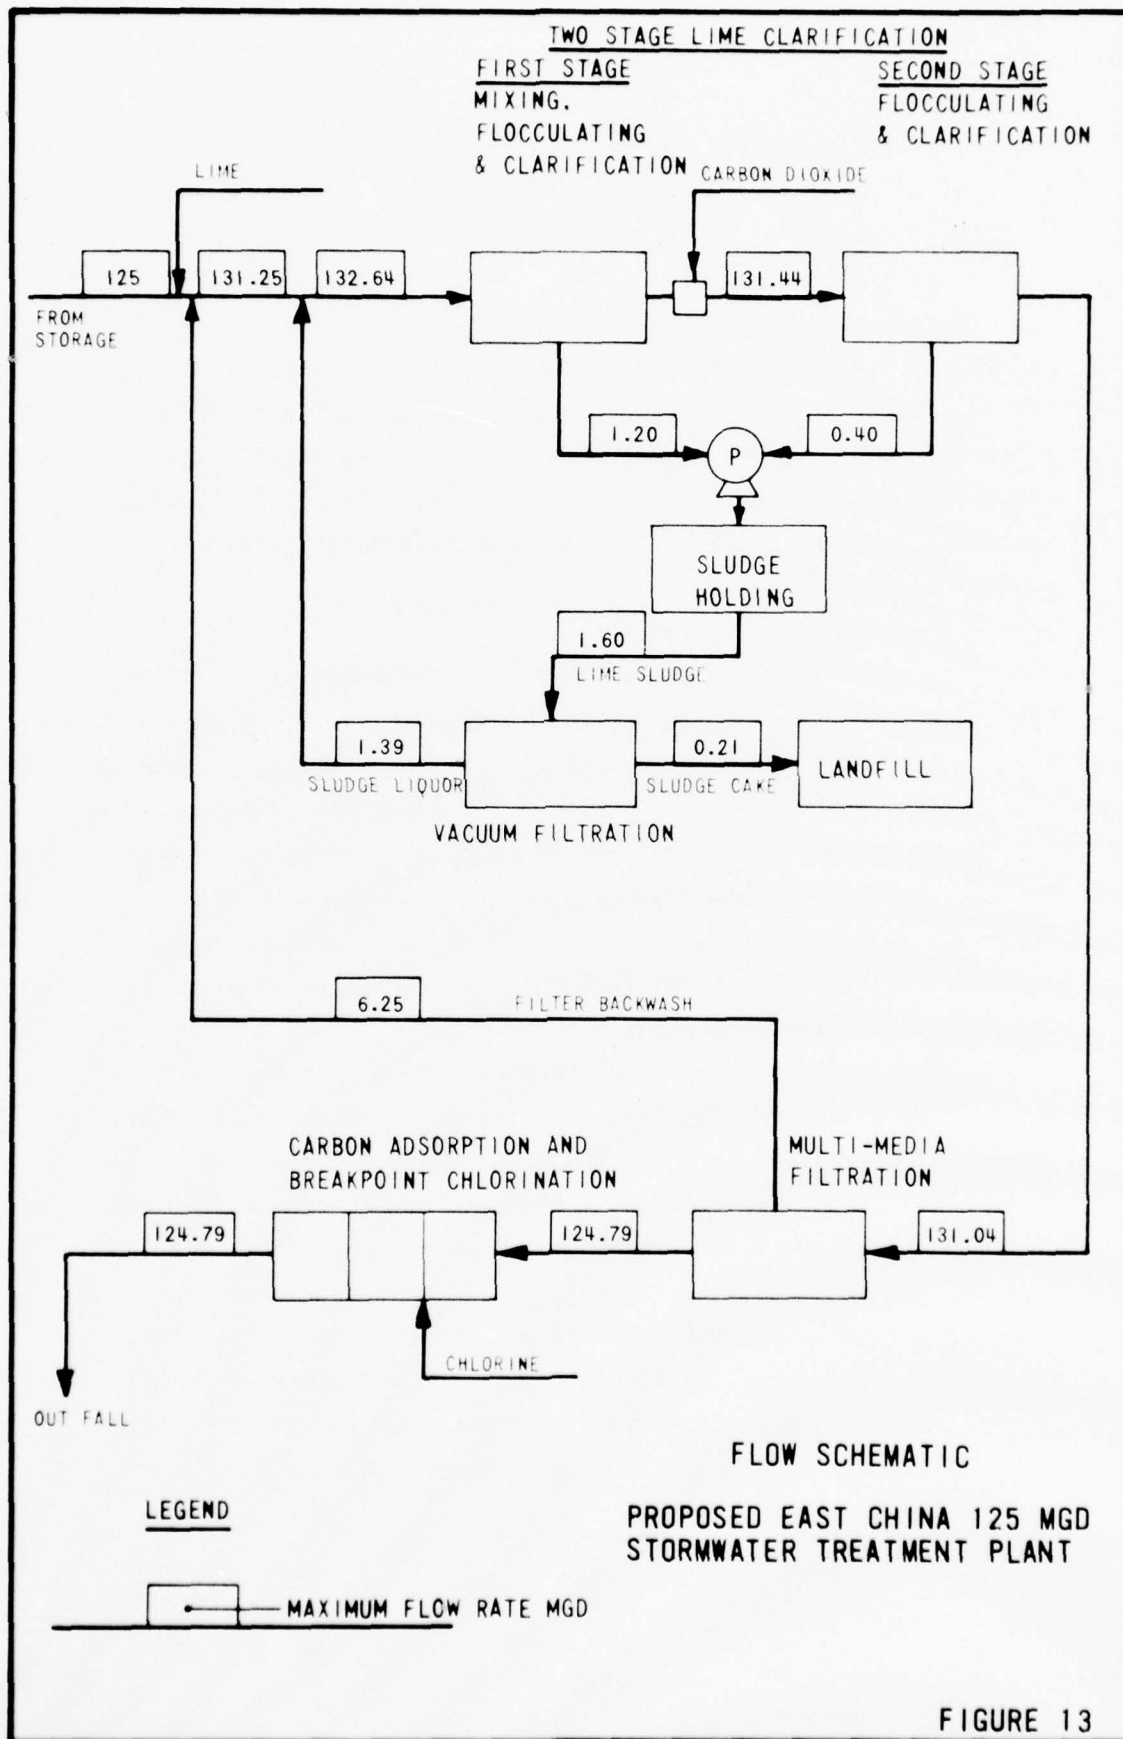 TWO STAGE LIME CLARIFICATION
FIRST STAGE
MIXING,
FLOCCULATING
& CLARIFICATION
SECOND STAGE
FLOCCULATING
& CLARIFICATION
LIME
CARBON DIOXIDE
125
131.25
132.64
131.44
FROM
STORAGE
1.20
P
0.40
SLUDGE
HOLDING
1.60
LIME SLUDGE
1.39
SLUDGE LIQUOR
0.21
SLUDGE CAKE
LANDFILL
VACUUM FILTRATION
6.25
FILTER BACKWASH
CARBON ADSORPTION AND
BREAKPOINT CHLORINATION
MULTI-MEDIA
FILTRATION
124.79
124.79
131.04
CHLORINE
OUT FALL
FLOW SCHEMATIC
LEGEND
PROPOSED EAST CHINA 125 MGD
STORMWATER TREATMENT PLANT
MAXIMUM FLOW RATE MGD
FIGURE 13